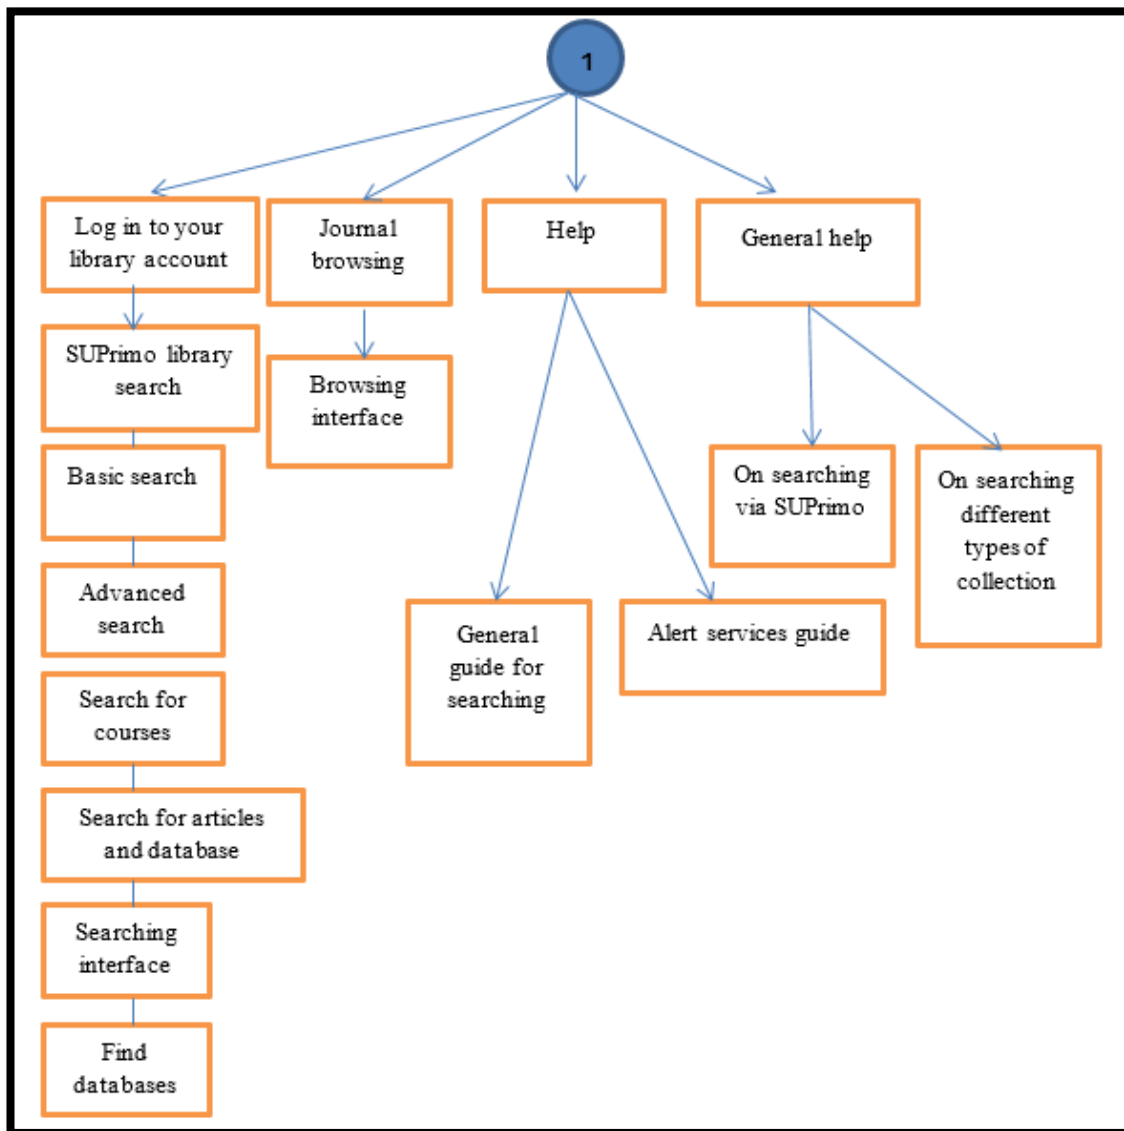 1
Log in to your
library account
Journal
browsing
Help
General help
SUPrimo library
search
Browsing
interface
Basic search
On searching
via SUPrimo
On searching
different
types of
collection
Advanced
search
General
guide for
searching
Alert services guide
Search for
courses
Search for articles
and database
Searching
interface
Find
databases